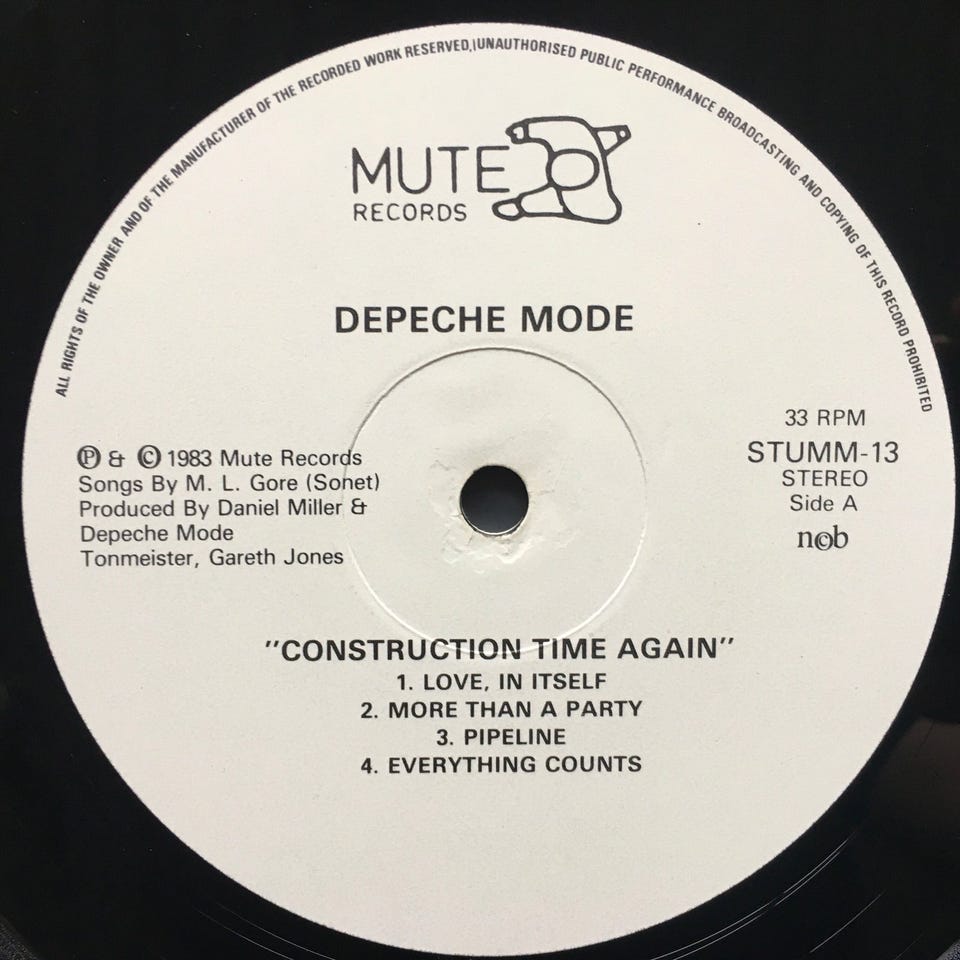 ALL RIGHTS OF THE OWNER AND OF THE MANUFACTURER OF THE RECORDED WORK RESERVED, UNAUTHORISED PUBLIC PERFORMANCE BROADCASTING AND COPYING OF THIS RECORD PROHIBITED
MUTE
RECORDS
DEPECHE MODE
33 RPM
STUMM-13
STEREO
Side A
n©b
℗ & © 1983 Mute Records
Songs By M. L. Gore (Sonet)
Produced By Daniel Miller &
Depeche Mode
Tonmeister, Gareth Jones
"CONSTRUCTION TIME AGAIN"
1. LOVE, IN ITSELF
2. MORE THAN A PARTY
3. PIPELINE
4. EVERYTHING COUNTS